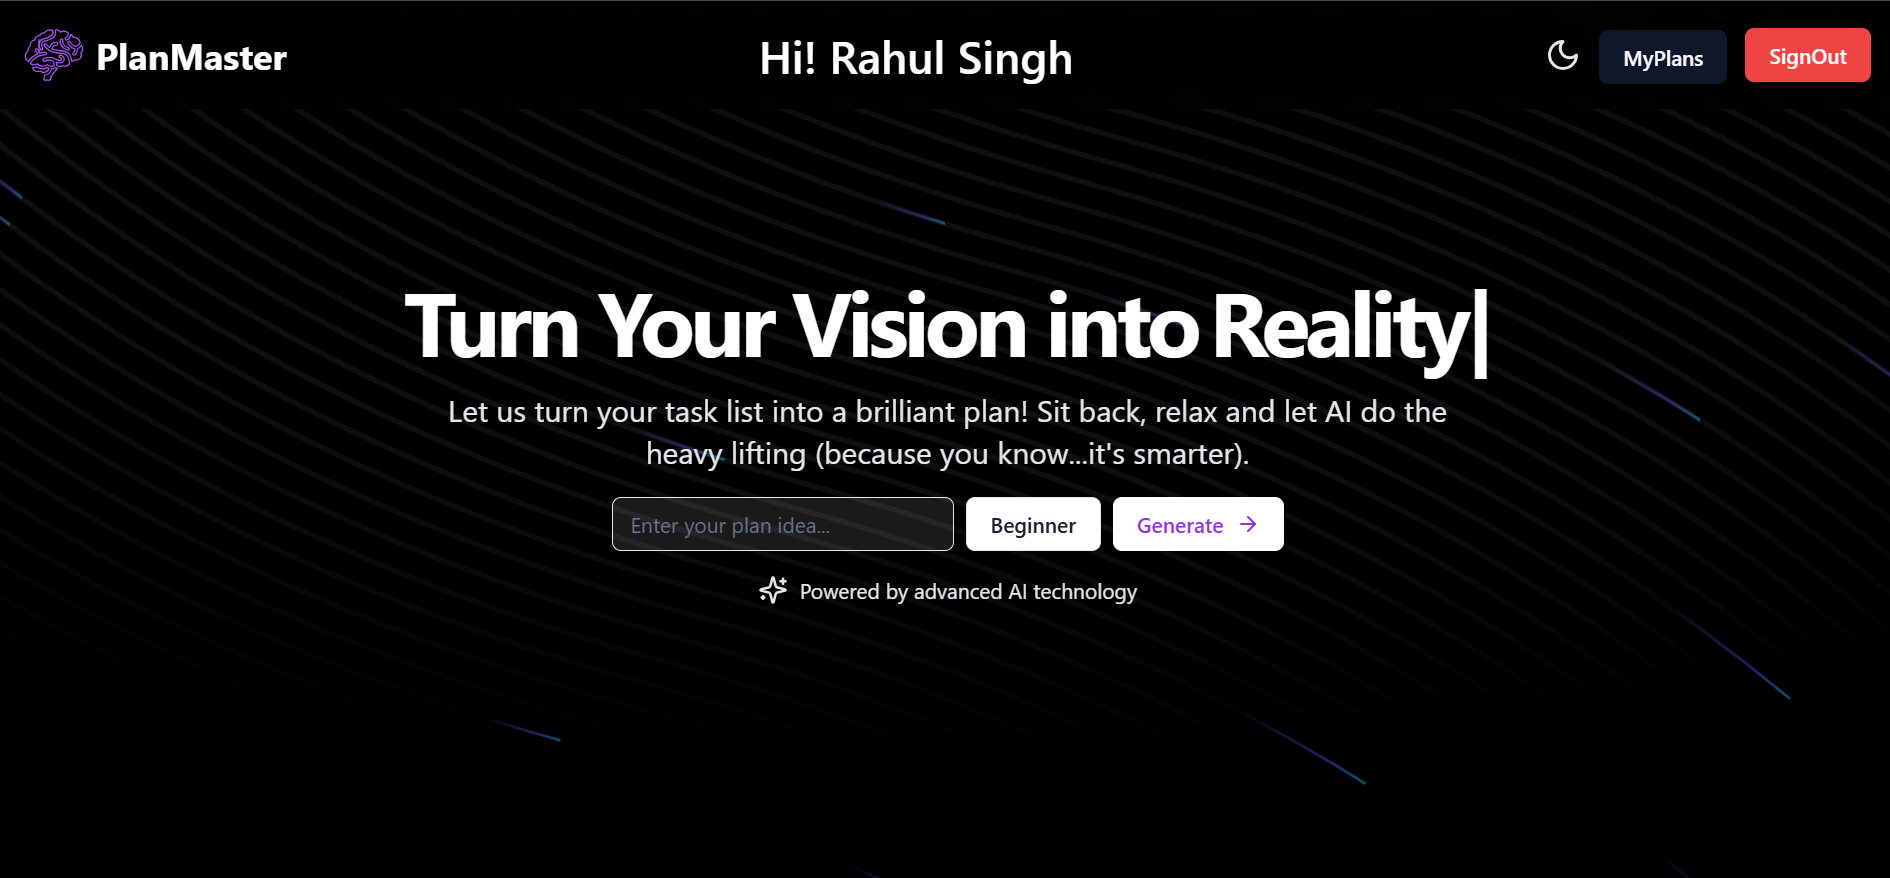 PlanMaster
Hi! Rahul Singh
MyPlans
SignOut
Turn Your Vision into Reality|
Let us turn your task list into a brilliant plan! Sit back, relax and let AI do the
heavy lifting (because you know...it's smarter).
Enter your plan idea...
Beginner
Generate
Powered by advanced AI technology